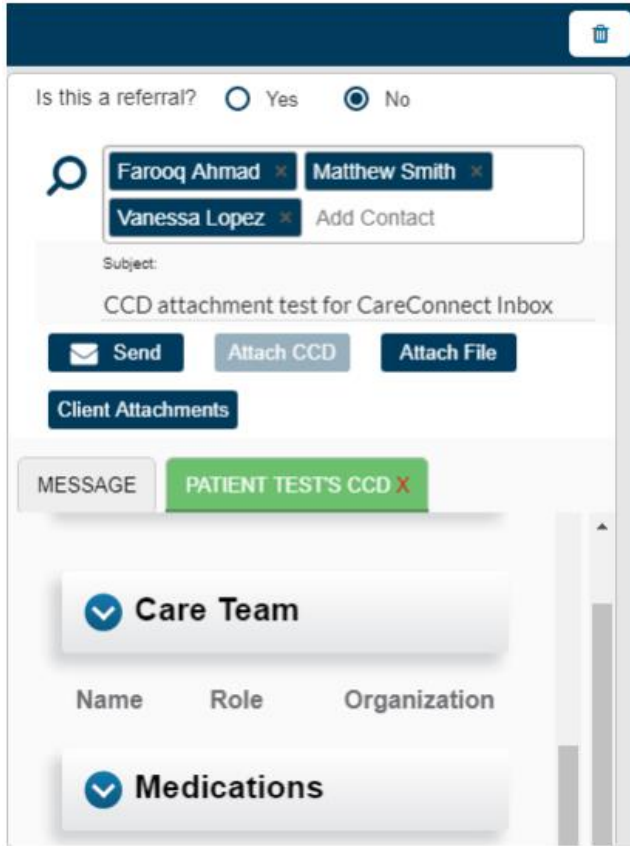 Is this a referral? Yes No
Farooq Ahmad × Matthew Smith ×
Vanessa Lopez × Add Contact
Subject:
CCD attachment test for CareConnect Inbox
Send Attach CCD Attach File
Client Attachments
MESSAGE PATIENT TEST'S CCD X
Care Team
Name Role Organization
Medications